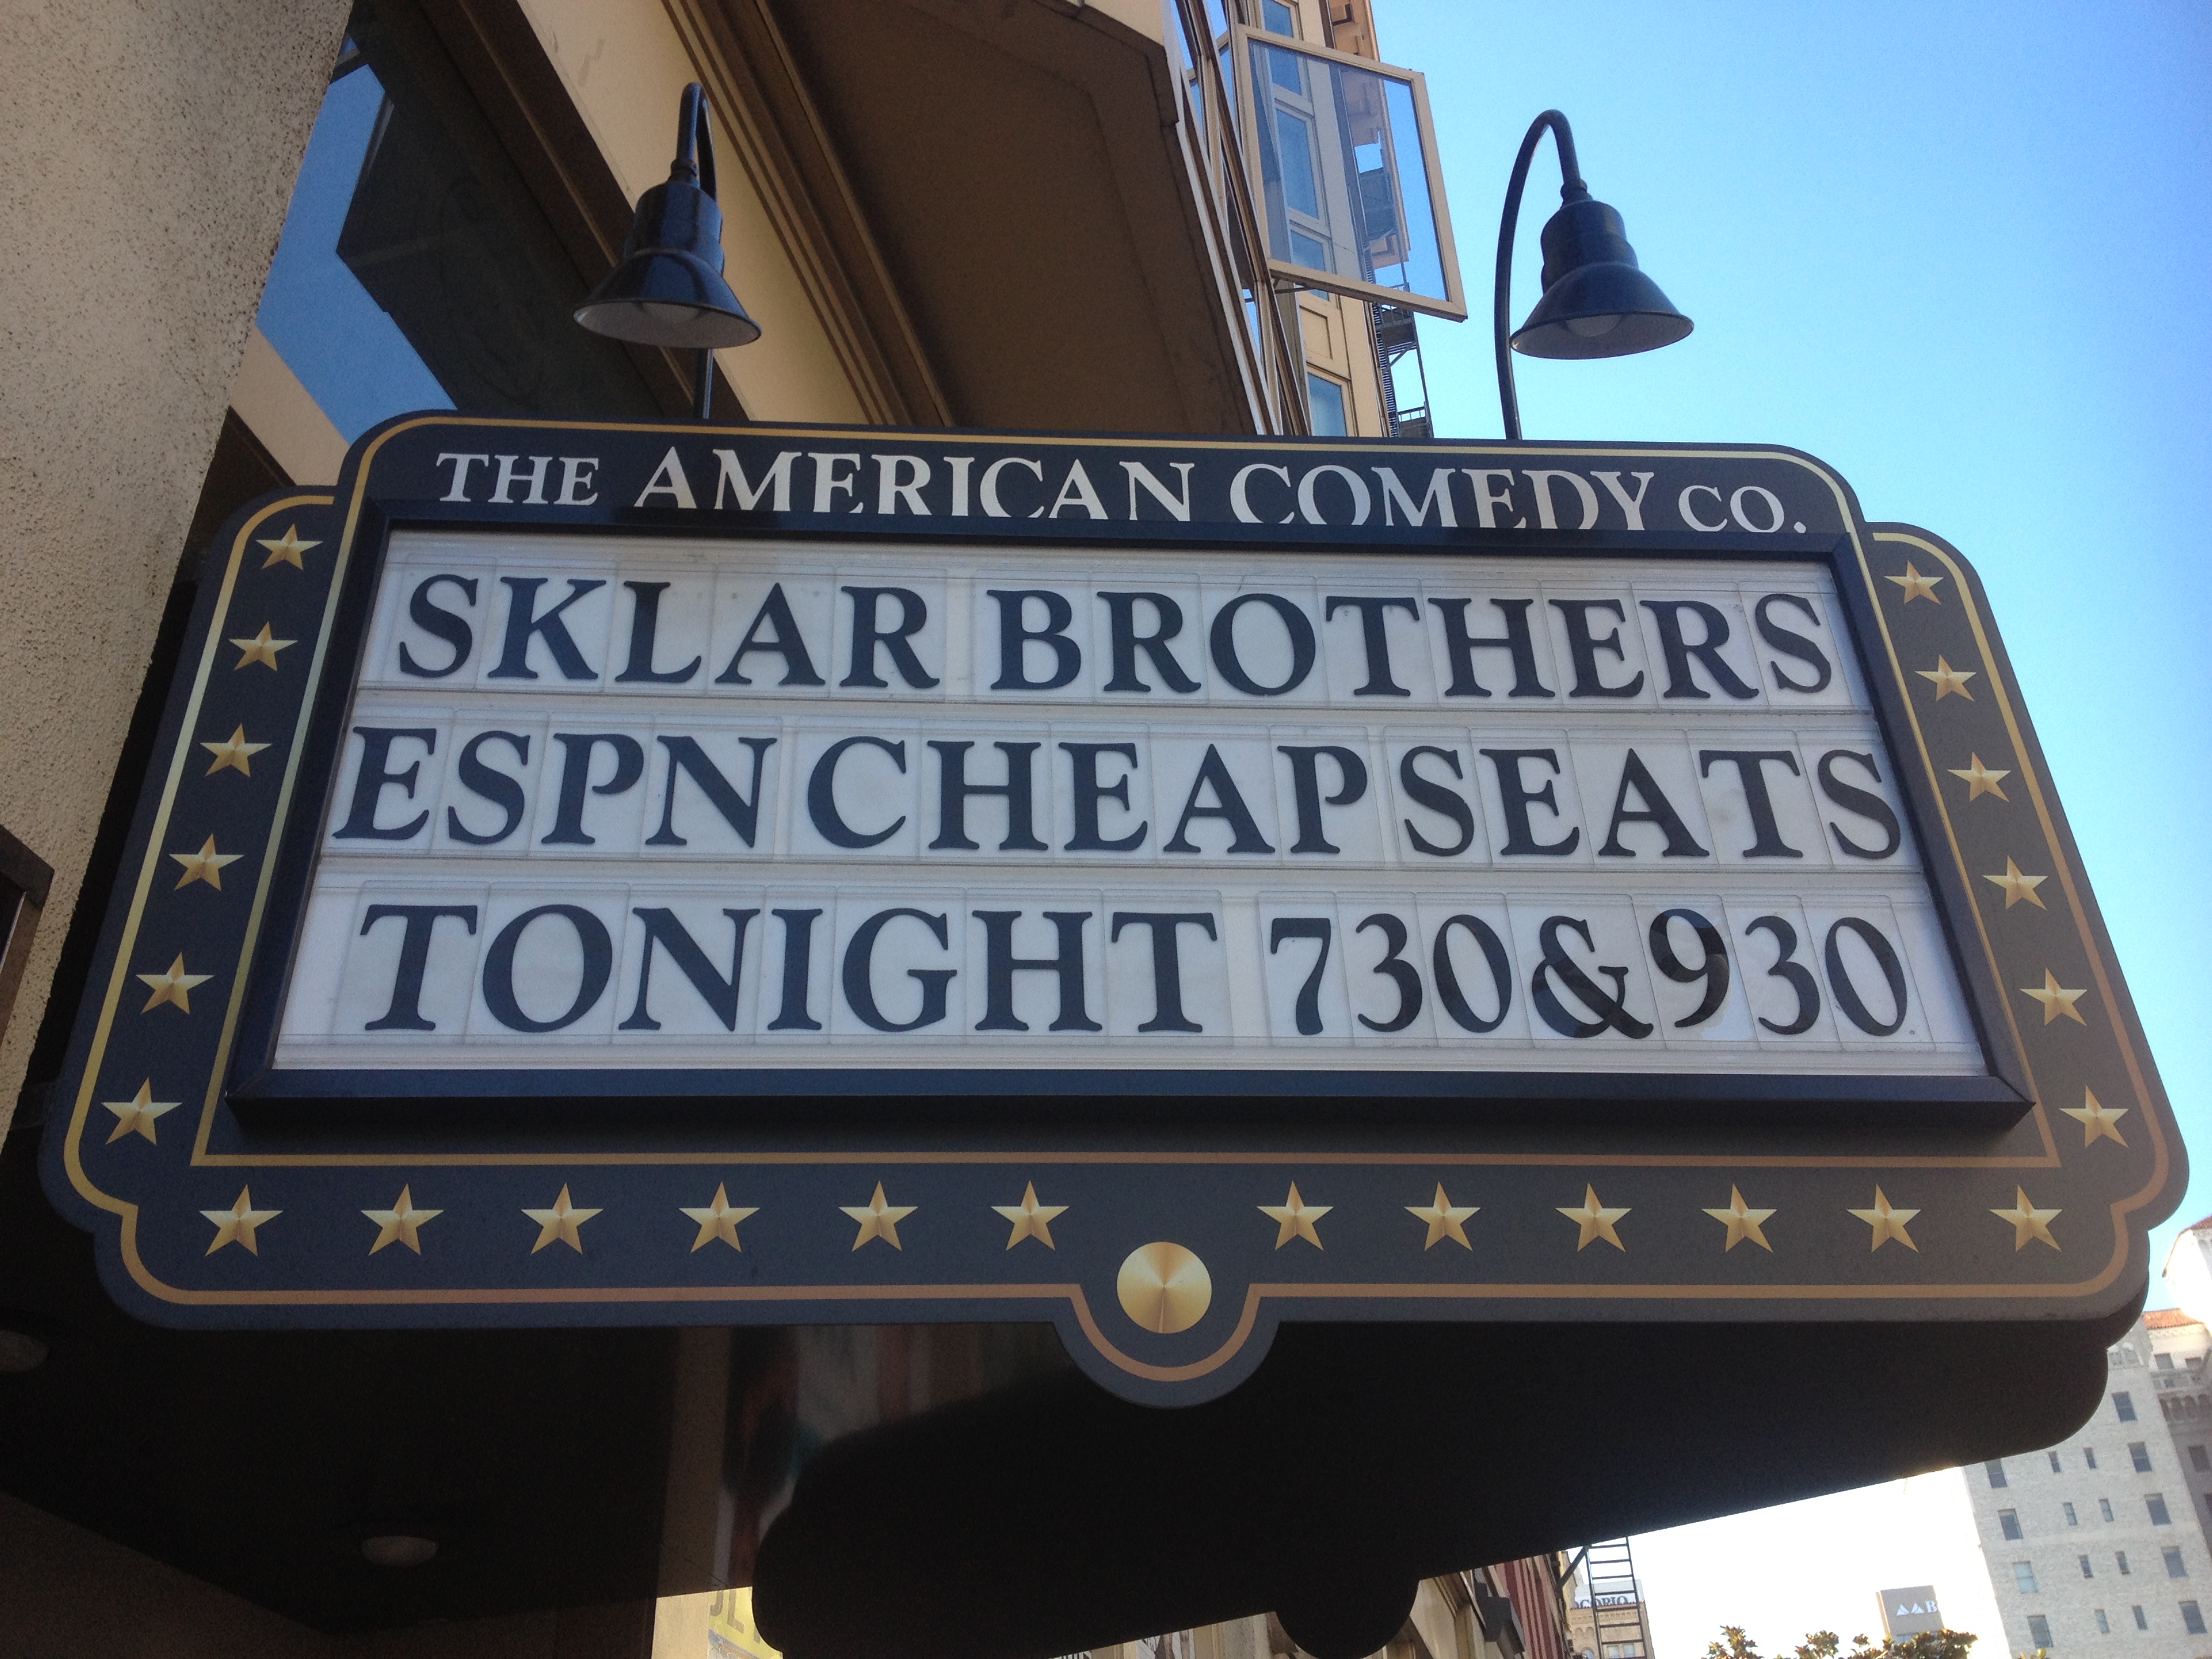 THE AMERICAN COMEDY CO.
SKLAR BROTHERS
ESPN CHEAP SEATS
TONIGHT 730&930